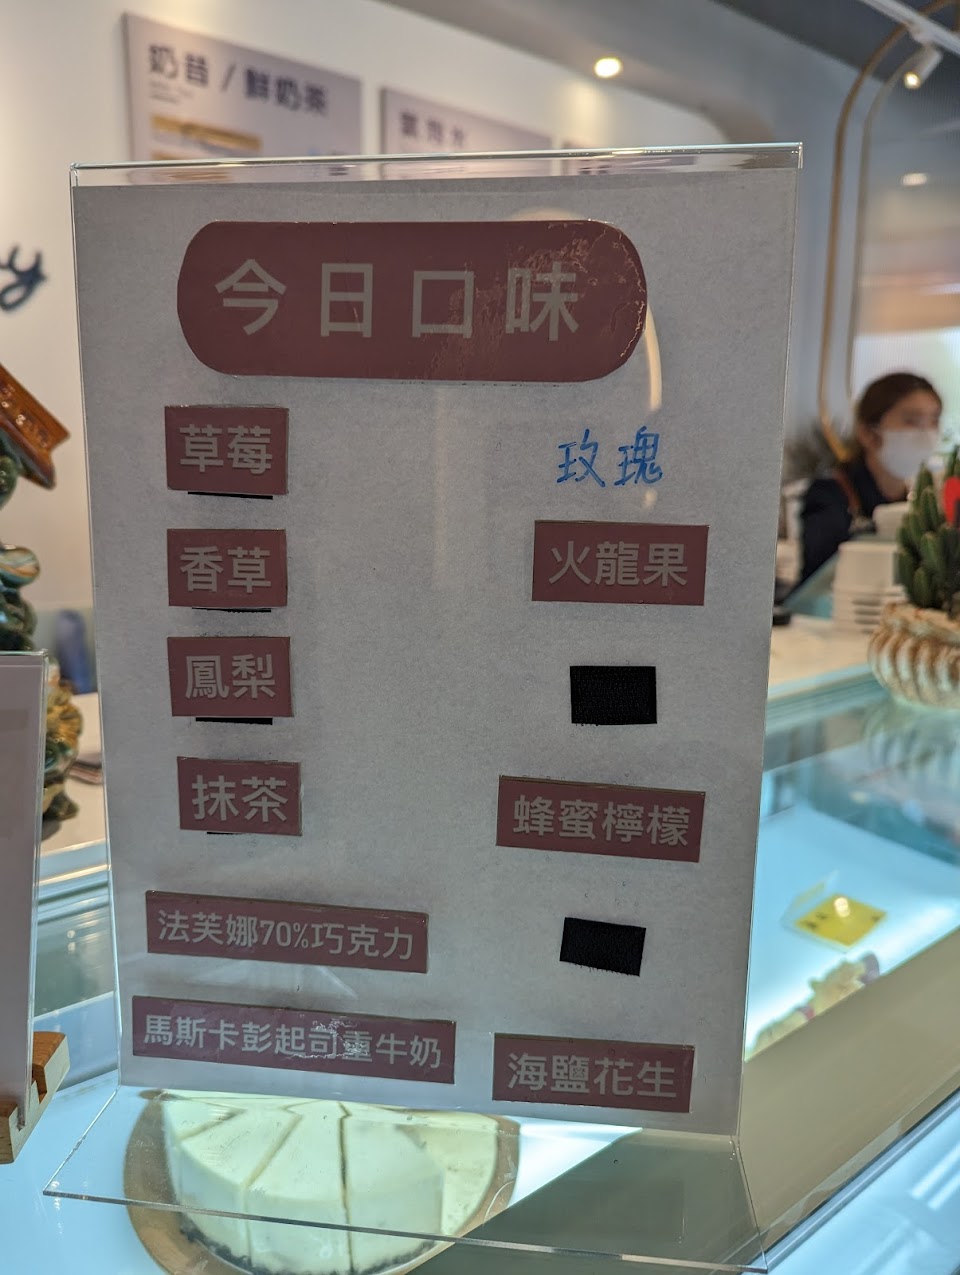 奶昔 / 鮮奶茶
今日口味
草莓
香草
鳳梨
抹茶
法芙娜70%巧克力
馬斯卡彭起司重牛奶
玫瑰
火龍果
蜂蜜檸檬
海鹽花生